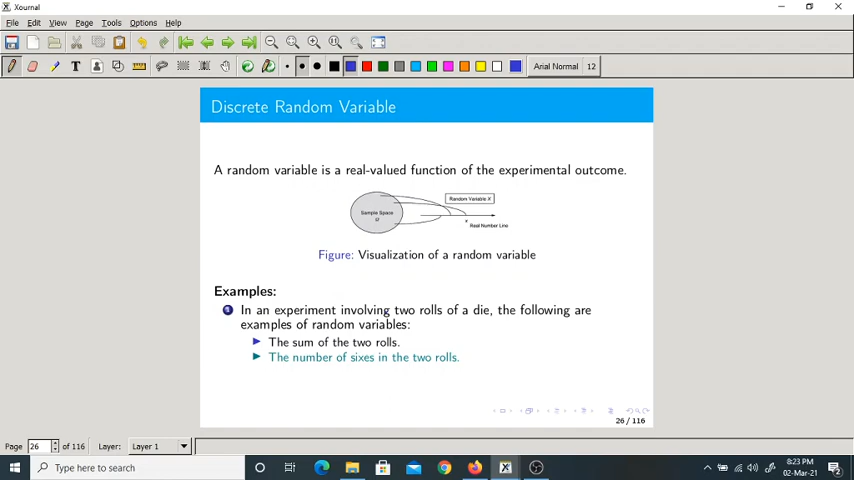 Xournal
File Edit View Page Tools Options Help
Arial Normal 12
Discrete Random Variable
A random variable is a real-valued function of the experimental outcome.
Random Variable X
Sample Space
Ω
x
Real Number Line
Figure: Visualization of a random variable
Examples:
1 In an experiment involving two rolls of a die, the following are
examples of random variables:
The sum of the two rolls.
The number of sixes in the two rolls.
26 / 116
Page 26 of 116 Layer: Layer 1
Type here to search
8:23 PM
02-Mar-21
2